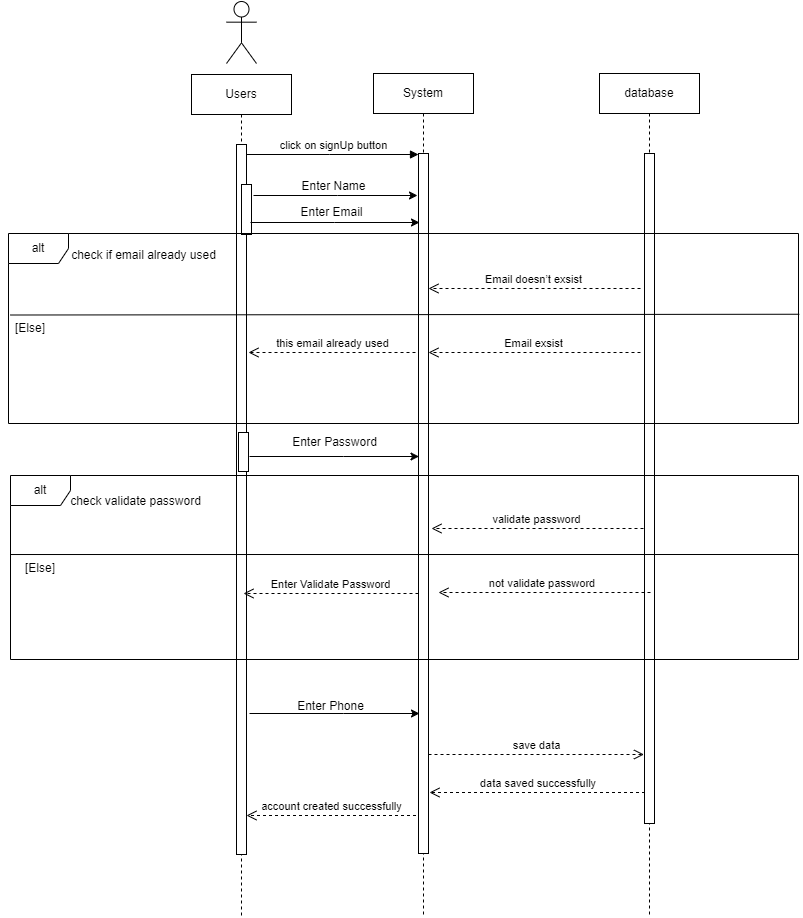 Users
System
database
click on signUp button
Enter Name
Enter Email
alt
check if email already used
Email doesn't exsist
[Else]
this email already used
Email exsist
Enter Password
alt
check validate password
validate password
[Else]
Enter Validate Password
not validate password
Enter Phone
save data
data saved successfully
account created successfully